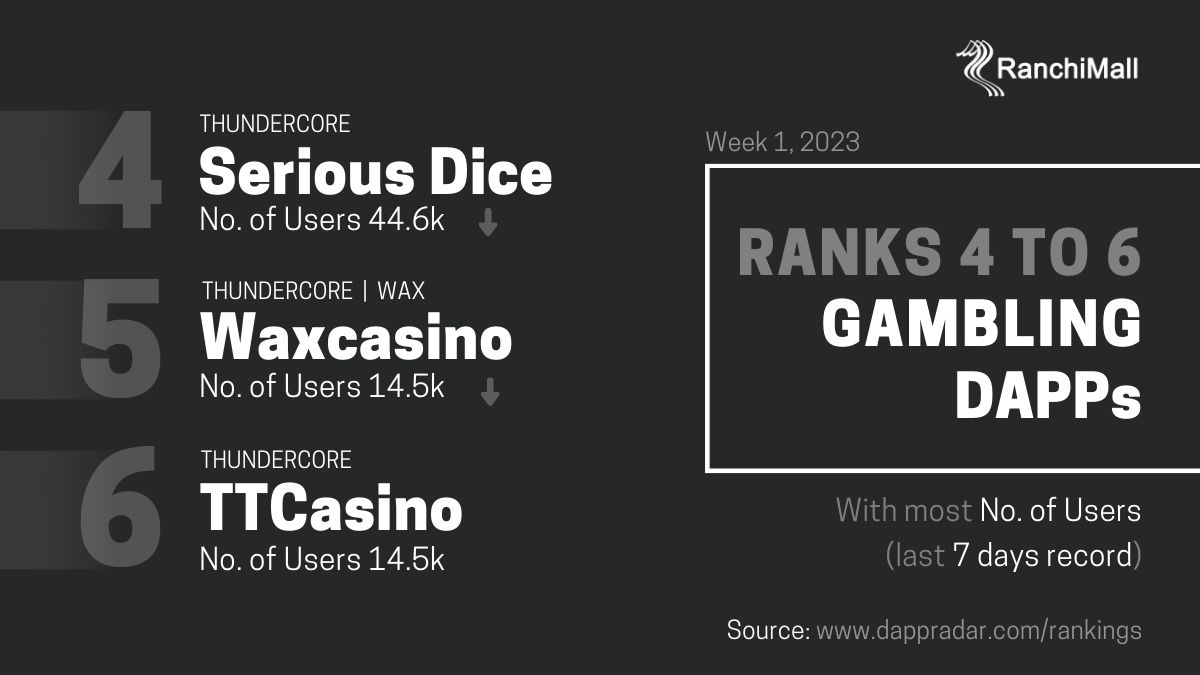 RanchiMall
4
THUNDERCORE
Serious Dice
No. of Users 44.6k
5
THUNDERCORE | WAX
Waxcasino
No. of Users 14.5k
6
THUNDERCORE
TTCasino
No. of Users 14.5k
Week 1, 2023
RANKS 4 TO 6
GAMBLING
DAPPs
With most No. of Users
(last 7 days record)
Source: www.dappradar.com/rankings